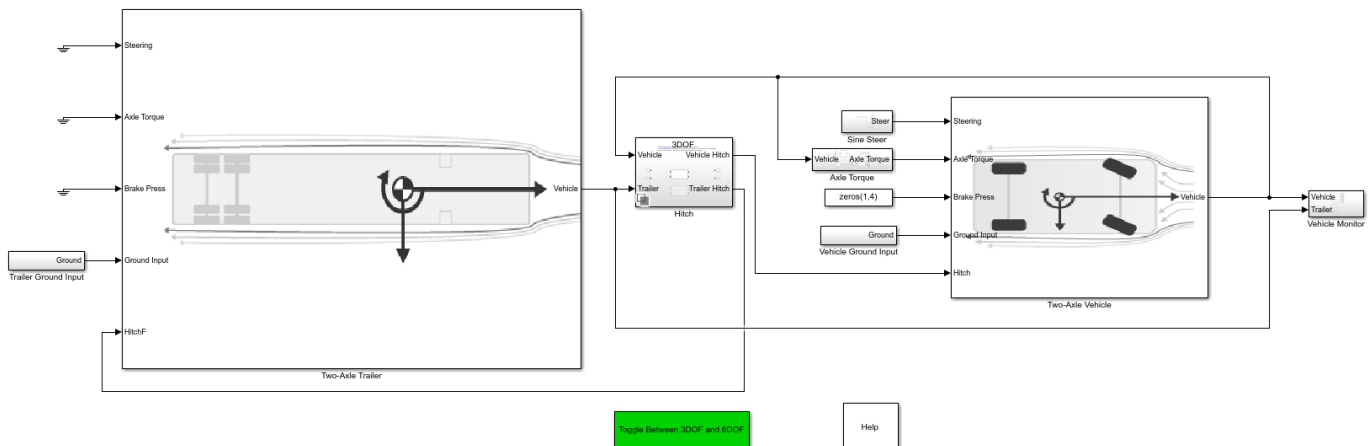 Steering
Axle Torque
Brake Press
Ground
Trailer Ground Input
Ground Input
HitchF
Vehicle
Two-Axle Trailer
3DOF
Vehicle
Vehicle Hitch
Trailer
Trailer Hitch
Hitch
Steer
Sine Steer
Vehicle
Axle Torque
Axle Torque
zeros(1,4)
Ground
Vehicle Ground Input
Steering
Axle Torque
Brake Press
Ground Input
Hitch
Vehicle
Two-Axle Vehicle
Vehicle
Trailer
Vehicle Monitor
Toggle Between 3DOF and 6DOF
Help